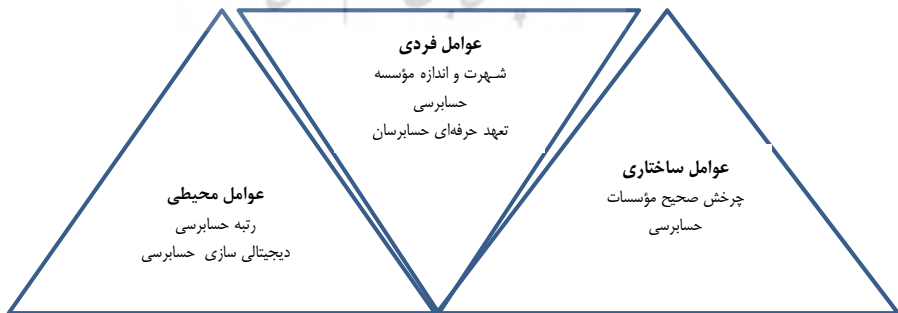 عوامل فردی
شهرت و اندازه مؤسسه
حسابرسی
تعهد حرفه‌ای حسابرسان
عوامل ساختاری
چرخش صحیح مؤسسات
حسابرسی
عوامل محیطی
رتبه حسابرسی
دیجیتالی سازی حسابرسی